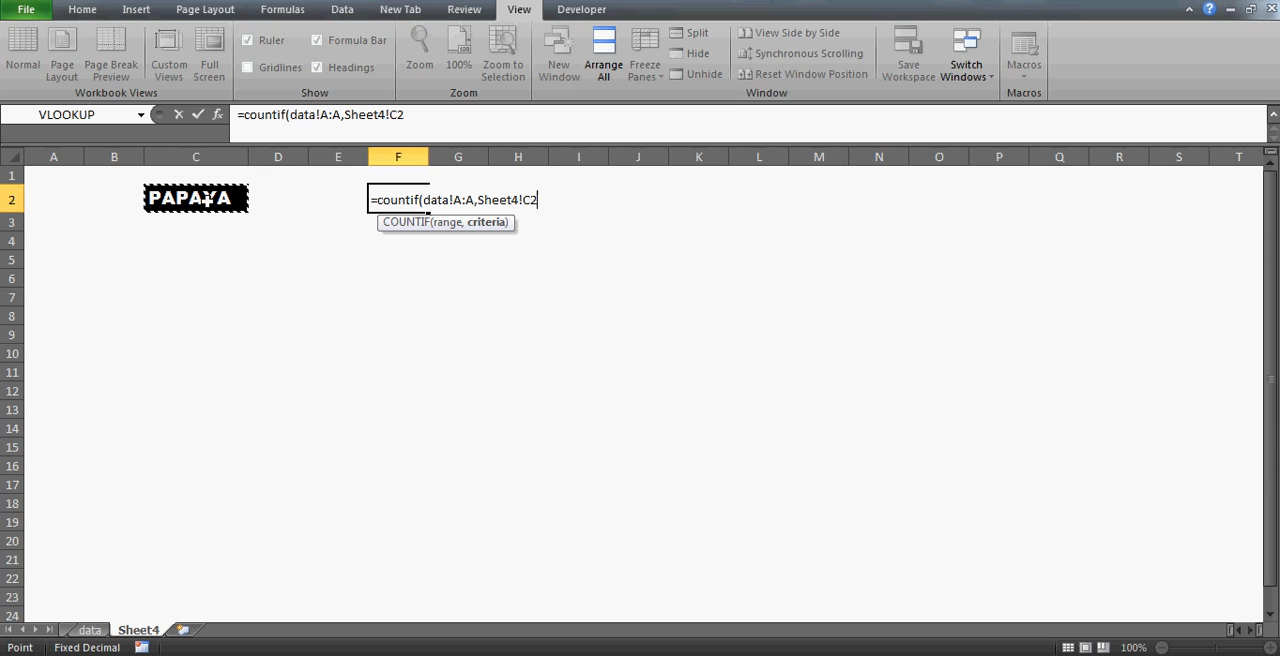 File Home Insert Page Layout Formulas Data New Tab Review View Developer
Normal Page Layout Page Break Preview Custom Views Full Screen
Ruler Formula Bar
Gridlines Headings
Zoom 100% Zoom to Selection
New Window Arrange All Freeze Panes
Split
Hide
Unhide
View Side by Side
Synchronous Scrolling
Reset Window Position
Save Workspace Switch Windows Macros
Workbook Views Show Zoom Window Macros
VLOOKUP fx =countif(data!A:A,Sheet4!C2
A B C D E F G H I J K L M N O P Q R S T
1
2 PAPAYA =countif(data!A:A,Sheet4!C2
3 COUNTIF(range, criteria)
4
5
6
7
8
9
10
11
12
13
14
15
16
17
18
19
20
21
22
23
24
data Sheet4
Point Fixed Decimal 100%